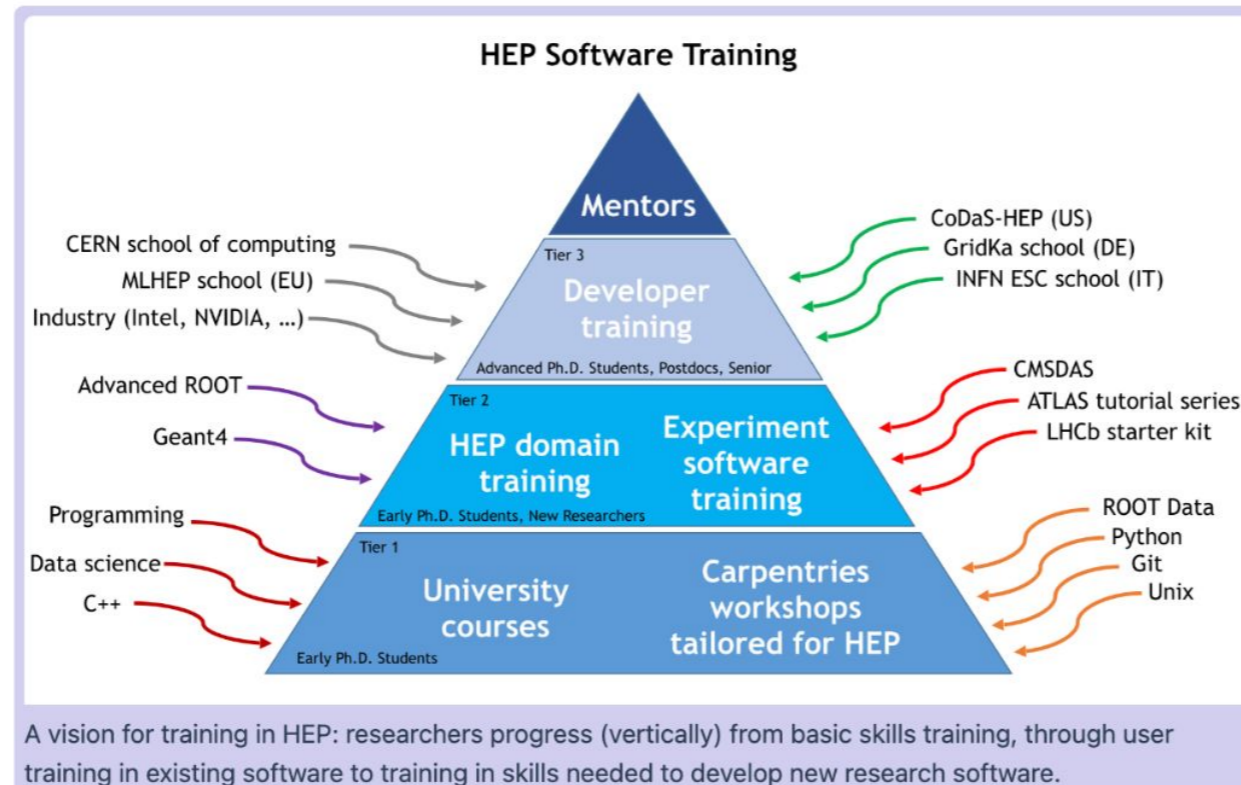 HEP Software Training
Mentors
CERN school of computing
MLHEP school (EU)
Industry (Intel, NVIDIA, ...)
Tier 3
Developer
training
Advanced Ph.D. Students, Postdocs, Senior
CoDaS-HEP (US)
GridKa school (DE)
INFN ESC school (IT)
Advanced ROOT
Geant4
Tier 2
HEP domain
training
Experiment
software
training
Early Ph.D. Students, New Researchers
CMSDAS
ATLAS tutorial series
LHCb starter kit
Programming
Data science
C++
Tier 1
University
courses
Carpentries
workshops
tailored for HEP
Early Ph.D. Students
ROOT Data
Python
Git
Unix
A vision for training in HEP: researchers progress (vertically) from basic skills training, through user
training in existing software to training in skills needed to develop new research software.